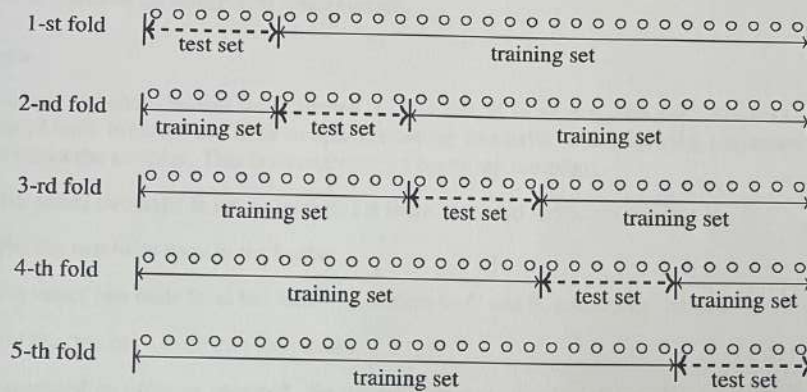 1-st fold
test set training set
2-nd fold
training set test set training set
3-rd fold
training set test set training set
4-th fold
training set test set training set
5-th fold
training set test set